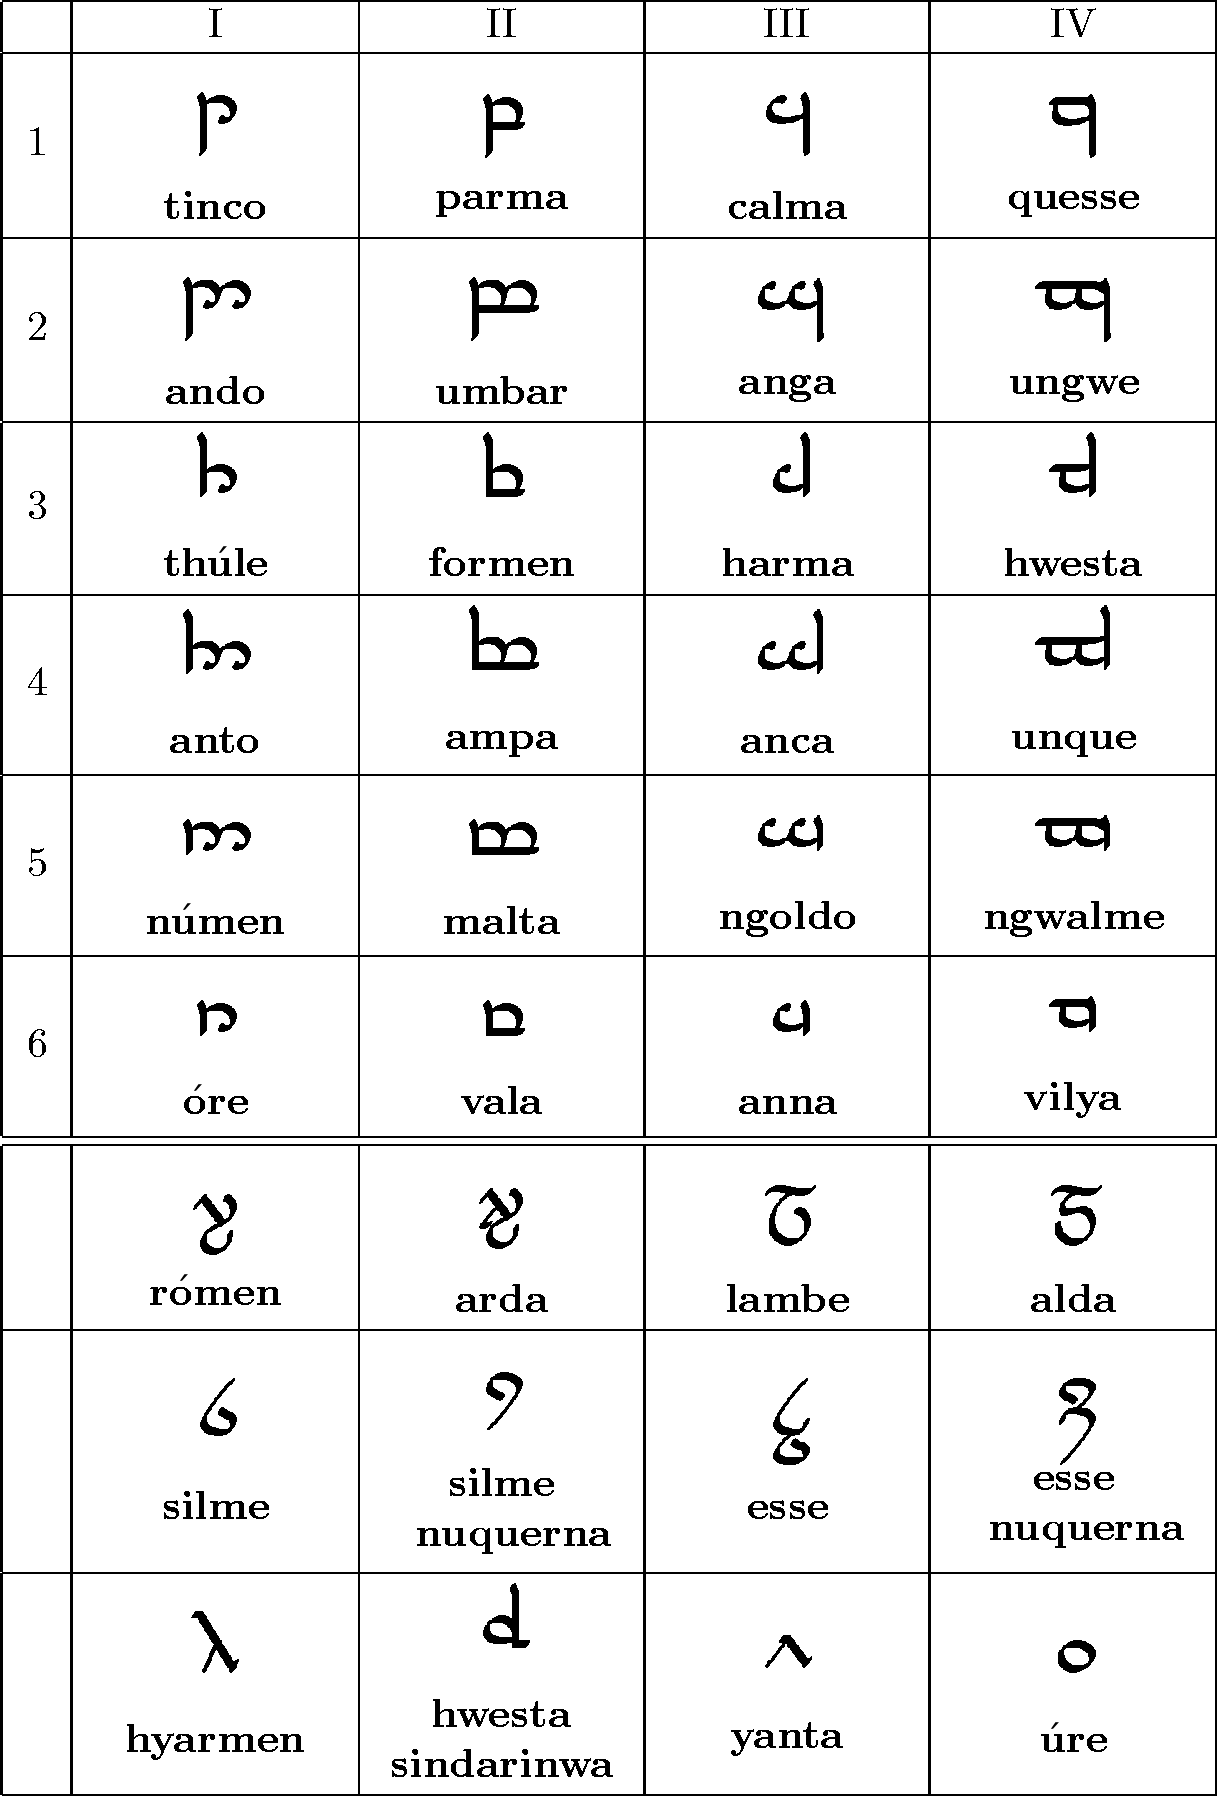 I II III IV
1
tinco parma calma quesse
2
ando umbar anga ungwe
3
thúle formen harma hwesta
4
anto ampa anca unque
5
númen malta ngoldo ngwalme
6
óre vala anna vilya
rómen arda lambe alda
silme silme nuquerna esse esse nuquerna
hyarmen hwesta sindarinwa yanta úre